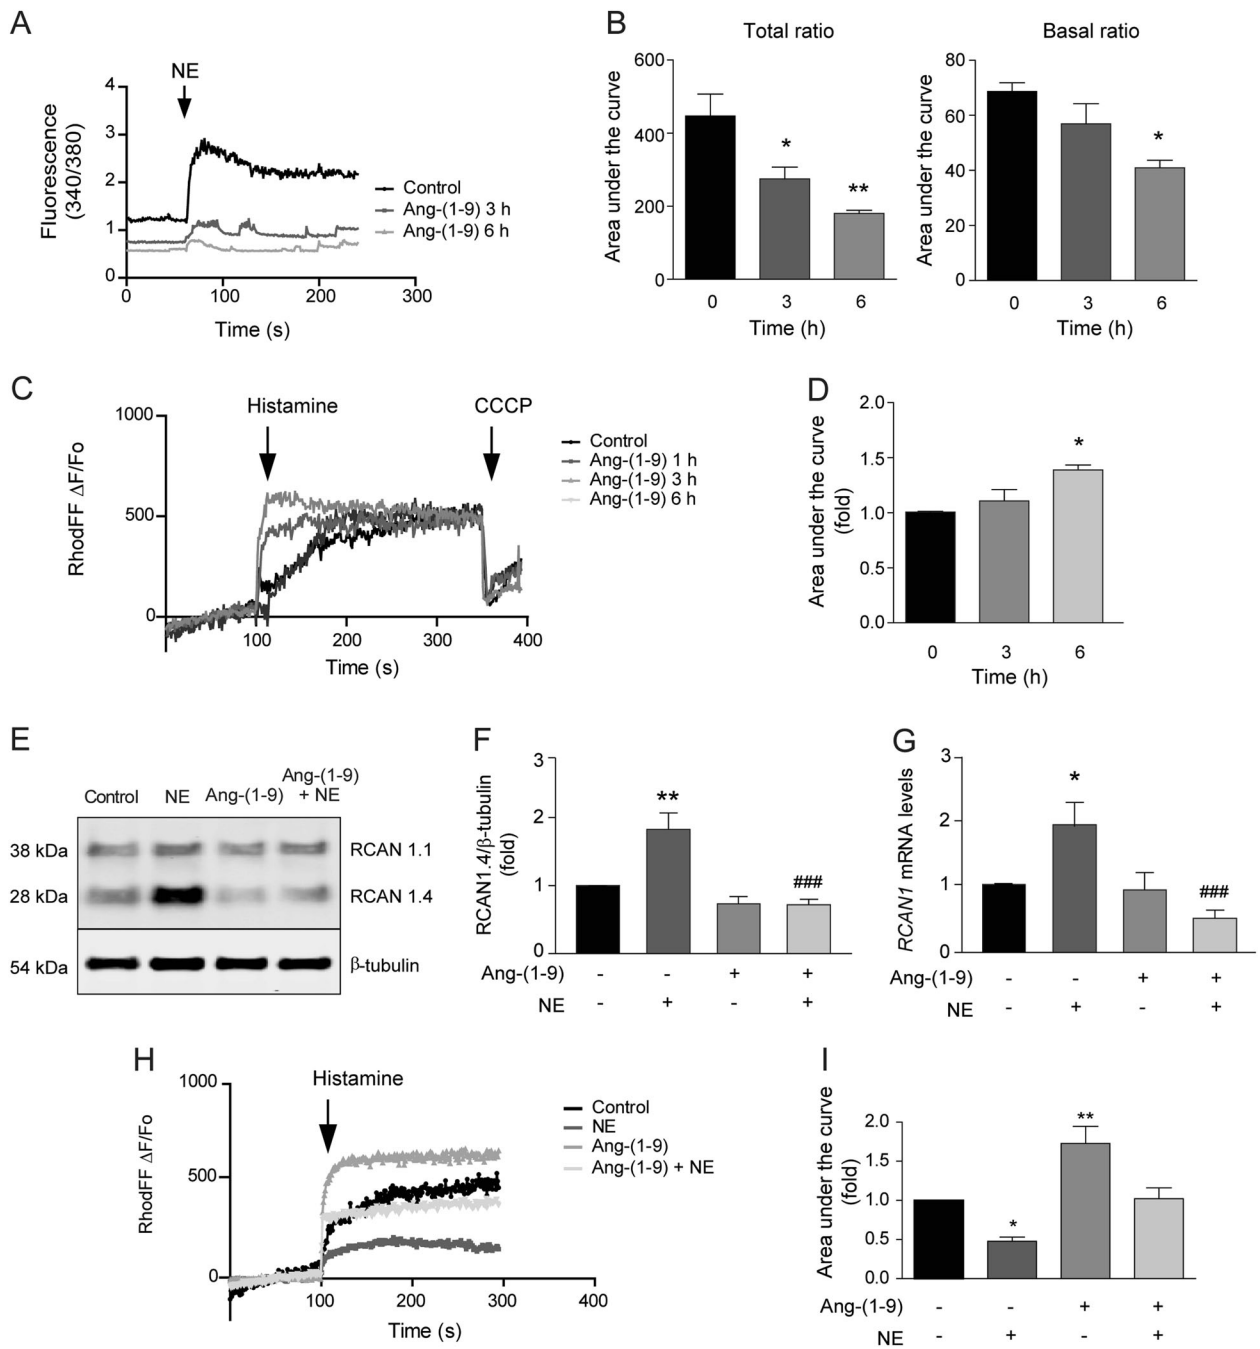 A
NE
Fluorescence
(340/380)
4
3
2
1
0
0 100 200 300
Time (s)
Control
Ang-(1-9) 3 h
Ang-(1-9) 6 h
B
Total ratio
Area under the curve
600
400
200
0
*
**
0 3 6
Time (h)
Basal ratio
Area under the curve
80
60
40
20
0
*
0 3 6
Time (h)
C
Histamine
CCCP
RhodFF ΔF/Fo
1000
500
0
100 200 300 400
Time (s)
Control
Ang-(1-9) 1 h
Ang-(1-9) 3 h
Ang-(1-9) 6 h
D
Area under the curve
(fold)
2.0
1.5
1.0
0.5
0.0
*
0 3 6
Time (h)
E
Control NE Ang-(1-9) Ang-(1-9)
+ NE
38 kDa RCAN 1.1
28 kDa RCAN 1.4
54 kDa β-tubulin
F
RCAN1.4/β-tubulin
(fold)
3
2
1
0
**
###
Ang-(1-9) - - + +
NE - + - +
G
RCAN1 mRNA levels
3
2
1
0
*
###
Ang-(1-9) - - + +
NE - + - +
H
Histamine
RhodFF ΔF/Fo
1000
500
0
100 200 300 400
Time (s)
Control
NE
Ang-(1-9)
Ang-(1-9) + NE
I
Area under the curve
(fold)
2.0
1.5
1.0
0.5
0.0
*
**
Ang-(1-9) - - + +
NE - + - +